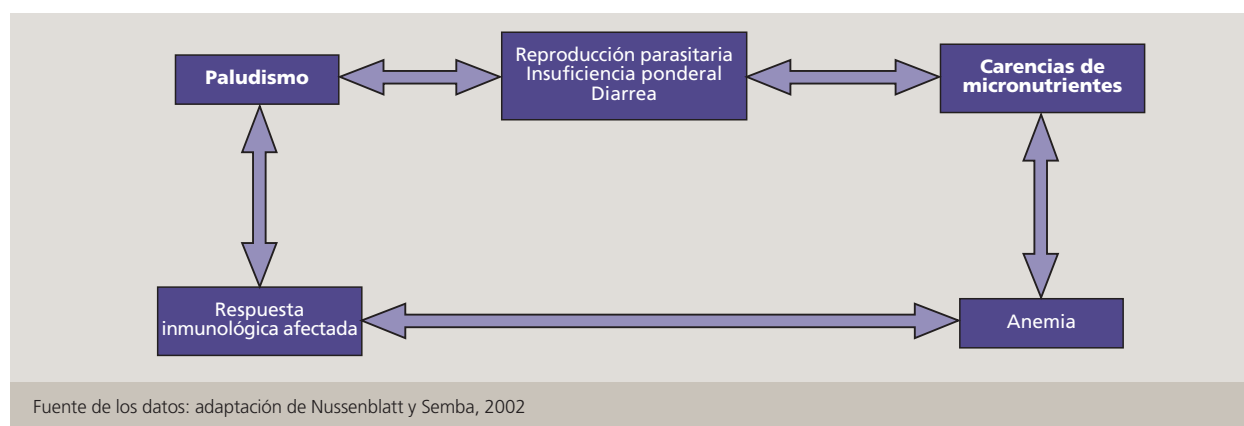 Paludismo
Reproducción parasitaria
Insuficiencia ponderal
Diarrea
Carencias de
micronutrientes
Respuesta
inmunológica afectada
Anemia
Fuente de los datos: adaptación de Nussenblatt y Semba, 2002